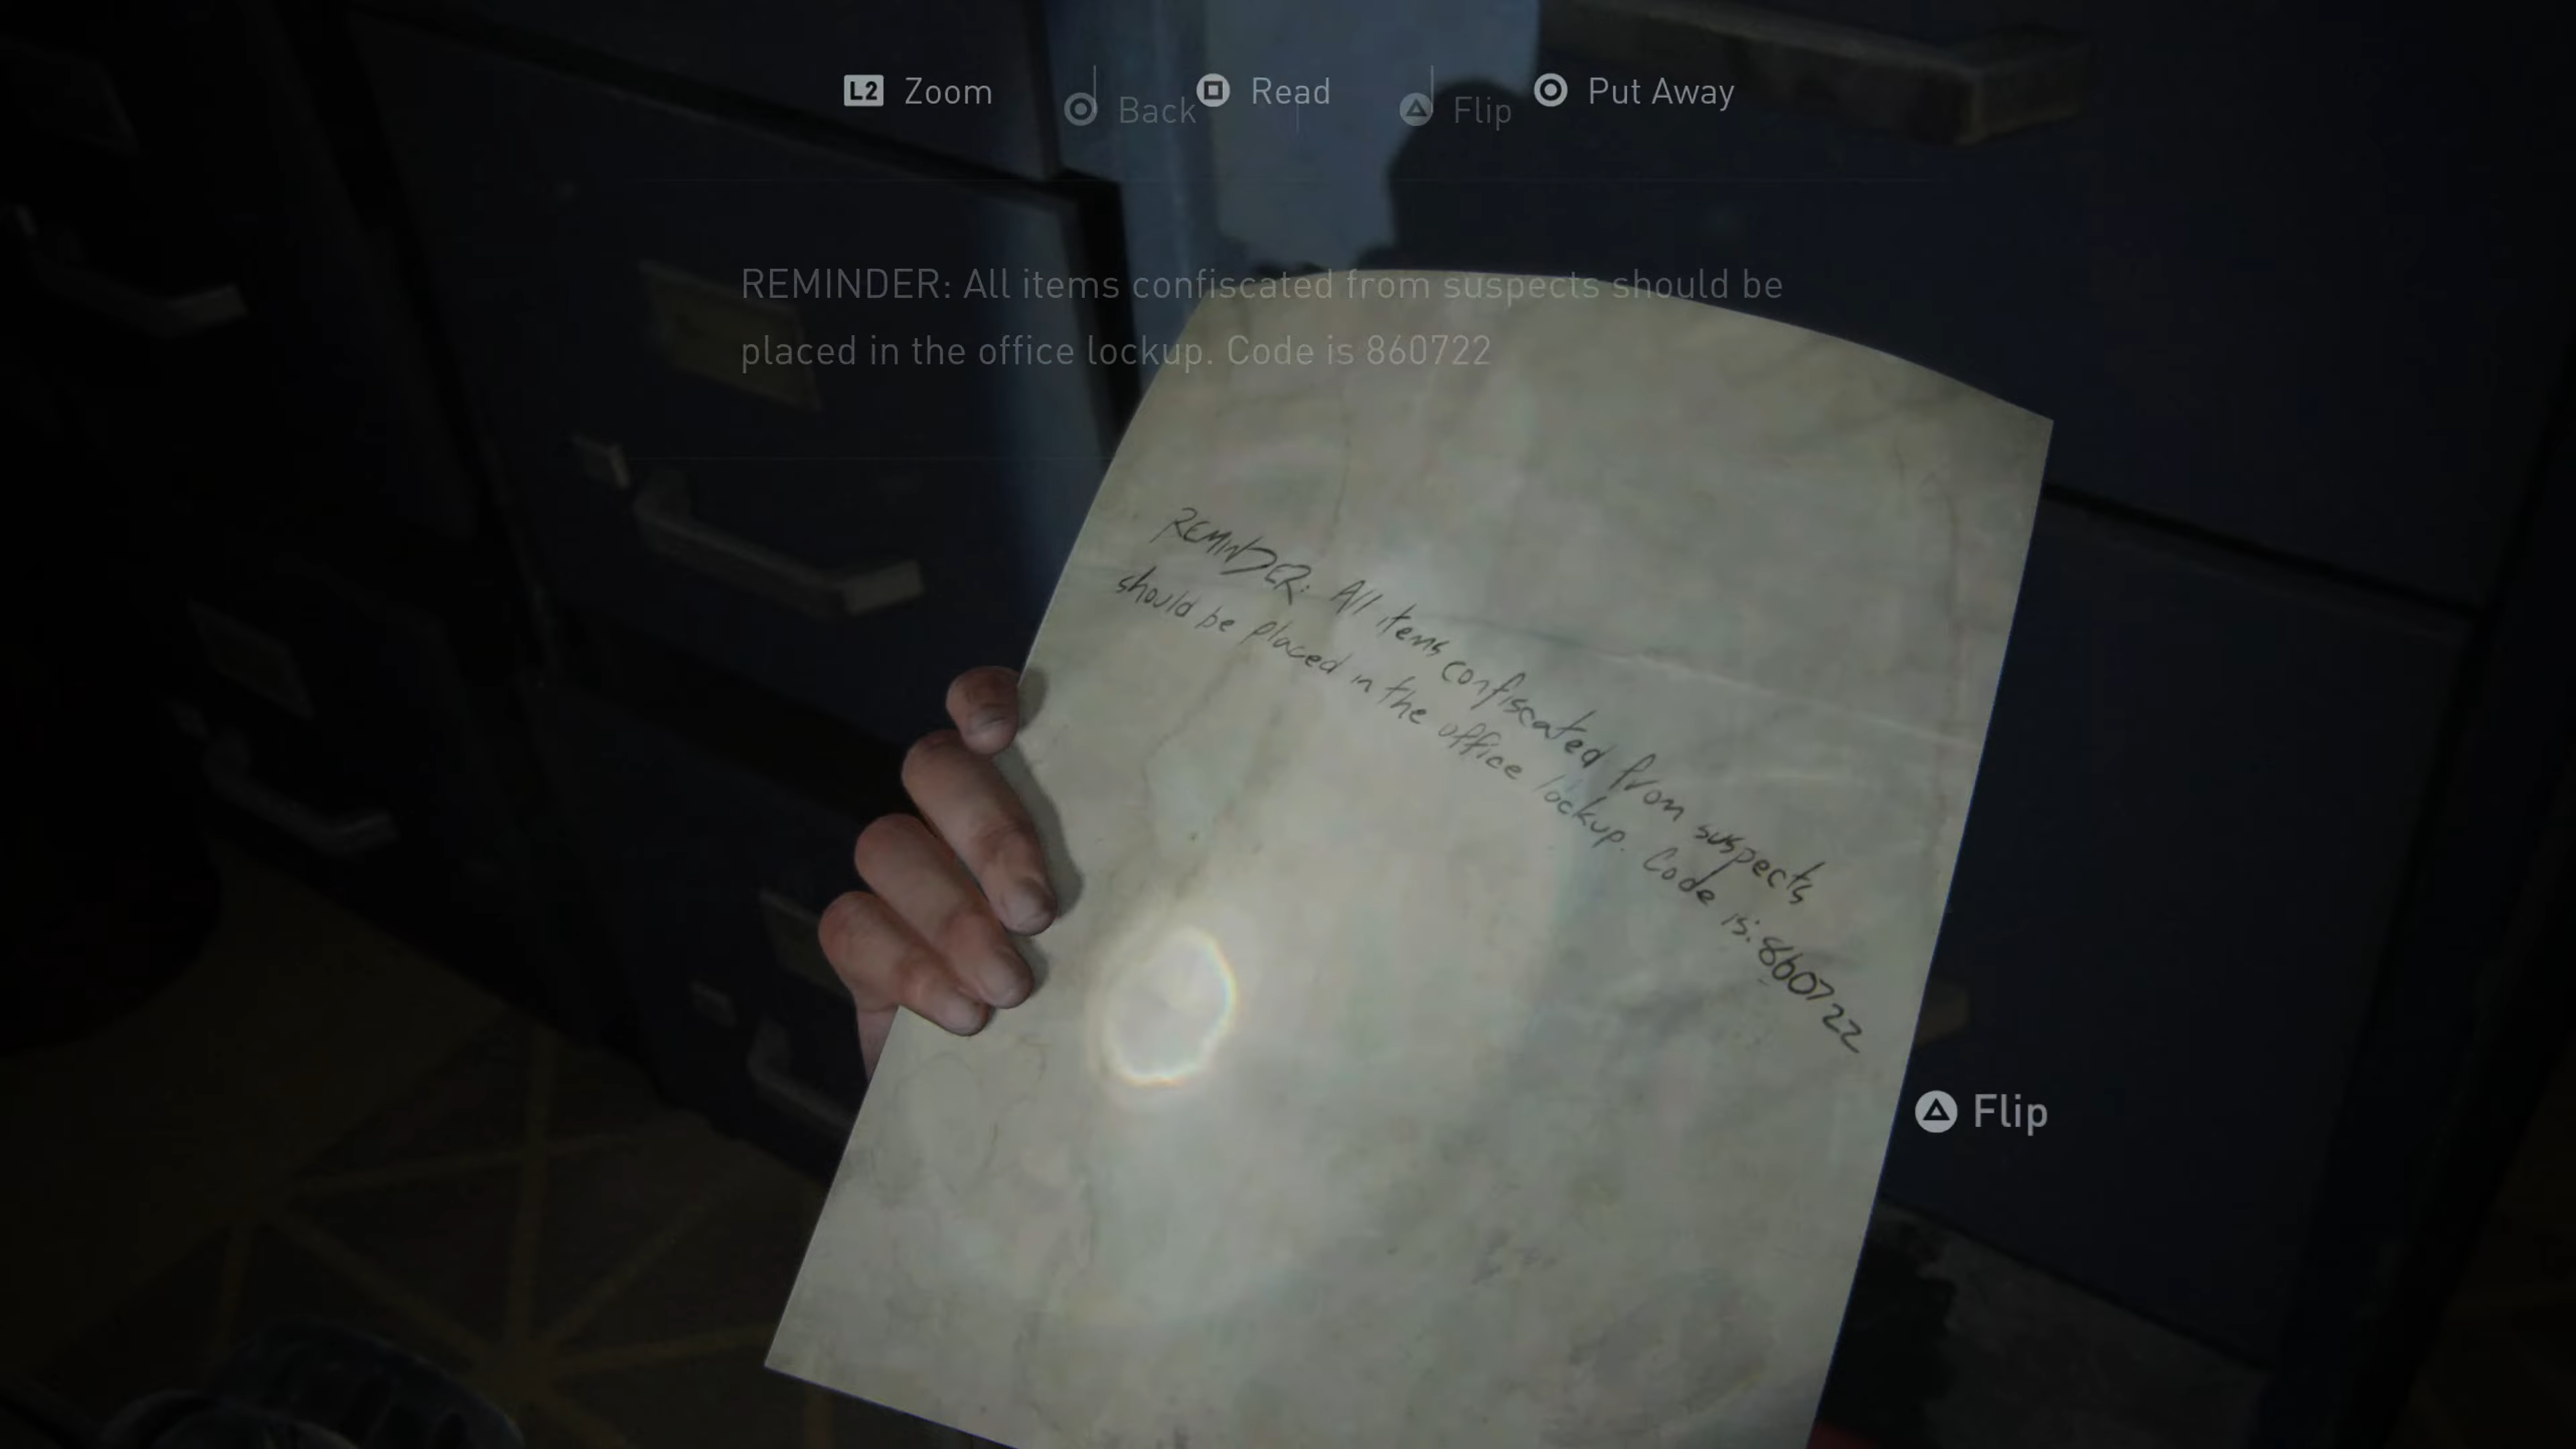 L2 Zoom
Back
Read
Flip
Put Away
REMINDER: All items confiscated from suspects should be
placed in the office lockup. Code is 860722
REMINDER: All items confiscated from suspects
should be placed in the office lockup. Code is: 860722
Flip